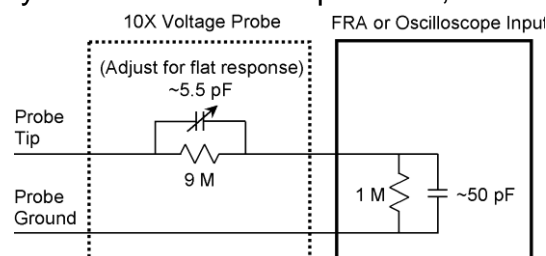 10X Voltage Probe
FRA or Oscilloscope Input
(Adjust for flat response)
~5.5 pF
Probe
Tip
9 M
Probe
Ground
1 M
~50 pF